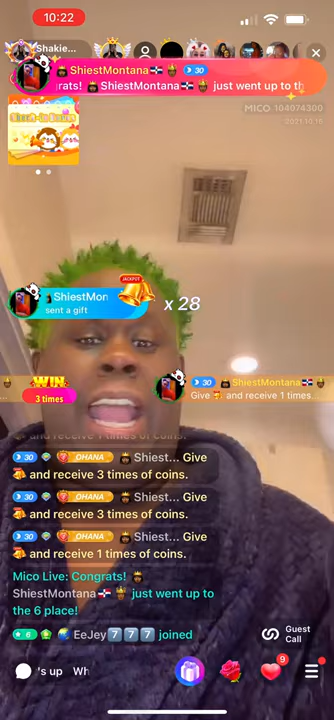 10:22
Shakie...
ShiestMontana🇩🇴
30
rats! ShiestMontana🇩🇴 just went up to th
MICO 104074300
2021.10.16
JACKPOT
ShiestMon
sent a gift
x 28
WIN
3 times
30 ShiestMontana🇩🇴
Give and receive 1 times.
and receive 1 times of coins.
30 OHANA Shiest... Give
and receive 3 times of coins.
30 OHANA Shiest... Give
and receive 3 times of coins.
30 OHANA Shiest... Give
and receive 1 times of coins.
Mico Live: Congrats!
ShiestMontana🇩🇴 just went up to
the 6 place!
6 EeJey7️⃣7️⃣7️⃣ joined
Guest
Call
's up Wh
9